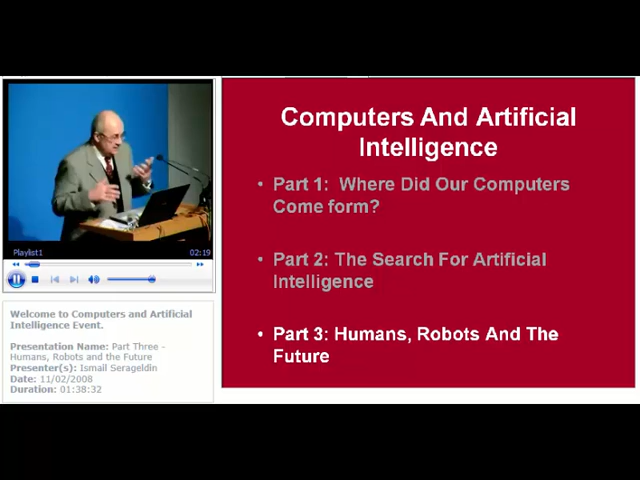 Computers And Artificial
Intelligence
• Part 1: Where Did Our Computers
Come form?
• Part 2: The Search For Artificial
Intelligence
• Part 3: Humans, Robots And The
Future
Playlist1 02:19
Welcome to Computers and Artificial
Intelligence Event.
Presentation Name: Part Three -
Humans, Robots and the Future
Presenter(s): Ismail Serageldin
Date: 11/02/2008
Duration: 01:38:32